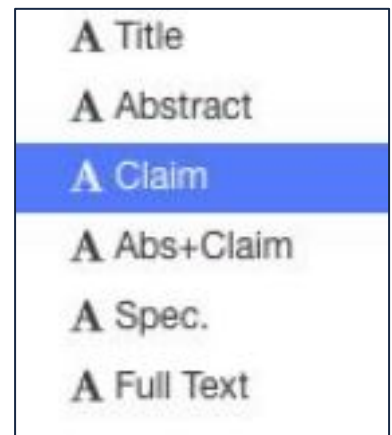 A Title
A Abstract
A Claim
A Abs+Claim
A Spec.
A Full Text